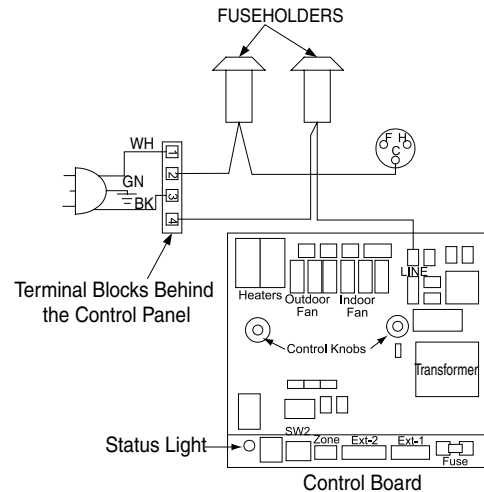 FUSEHOLDERS
WH
GN
BK
1
2
3
4
F H
C
Terminal Blocks Behind
the Control Panel
LINE
Heaters
Outdoor
Fan
Indoor
Fan
Control Knobs
Transformer
SW2
Zone
Ext-2
Ext-1
Fuse
Status Light
Control Board